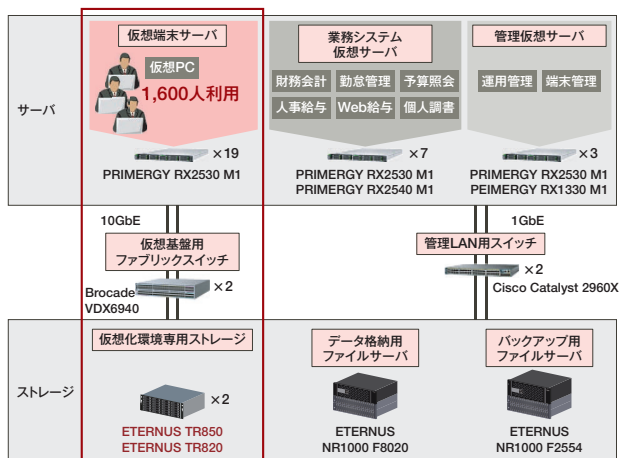 仮想端末サーバ
仮想PC
1,600人利用
×19
PRIMERGY RX2530 M1
業務システム
仮想サーバ
財務会計
勤怠管理
予算照会
人事給与
Web給与
個人調書
×7
PRIMERGY RX2530 M1
PRIMERGY RX2540 M1
管理仮想サーバ
運用管理
端末管理
×3
PRIMERGY RX2530 M1
PEIMERGY RX1330 M1
サーバ
10GbE
仮想基盤用
ファブリックスイッチ
×2
Brocade
VDX6940
1GbE
管理LAN用スイッチ
×2
Cisco Catalyst 2960X
ストレージ
仮想化環境専用ストレージ
×2
ETERNUS TR850
ETERNUS TR820
データ格納用
ファイルサーバ
ETERNUS
NR1000 F8020
バックアップ用
ファイルサーバ
ETERNUS
NR1000 F2554